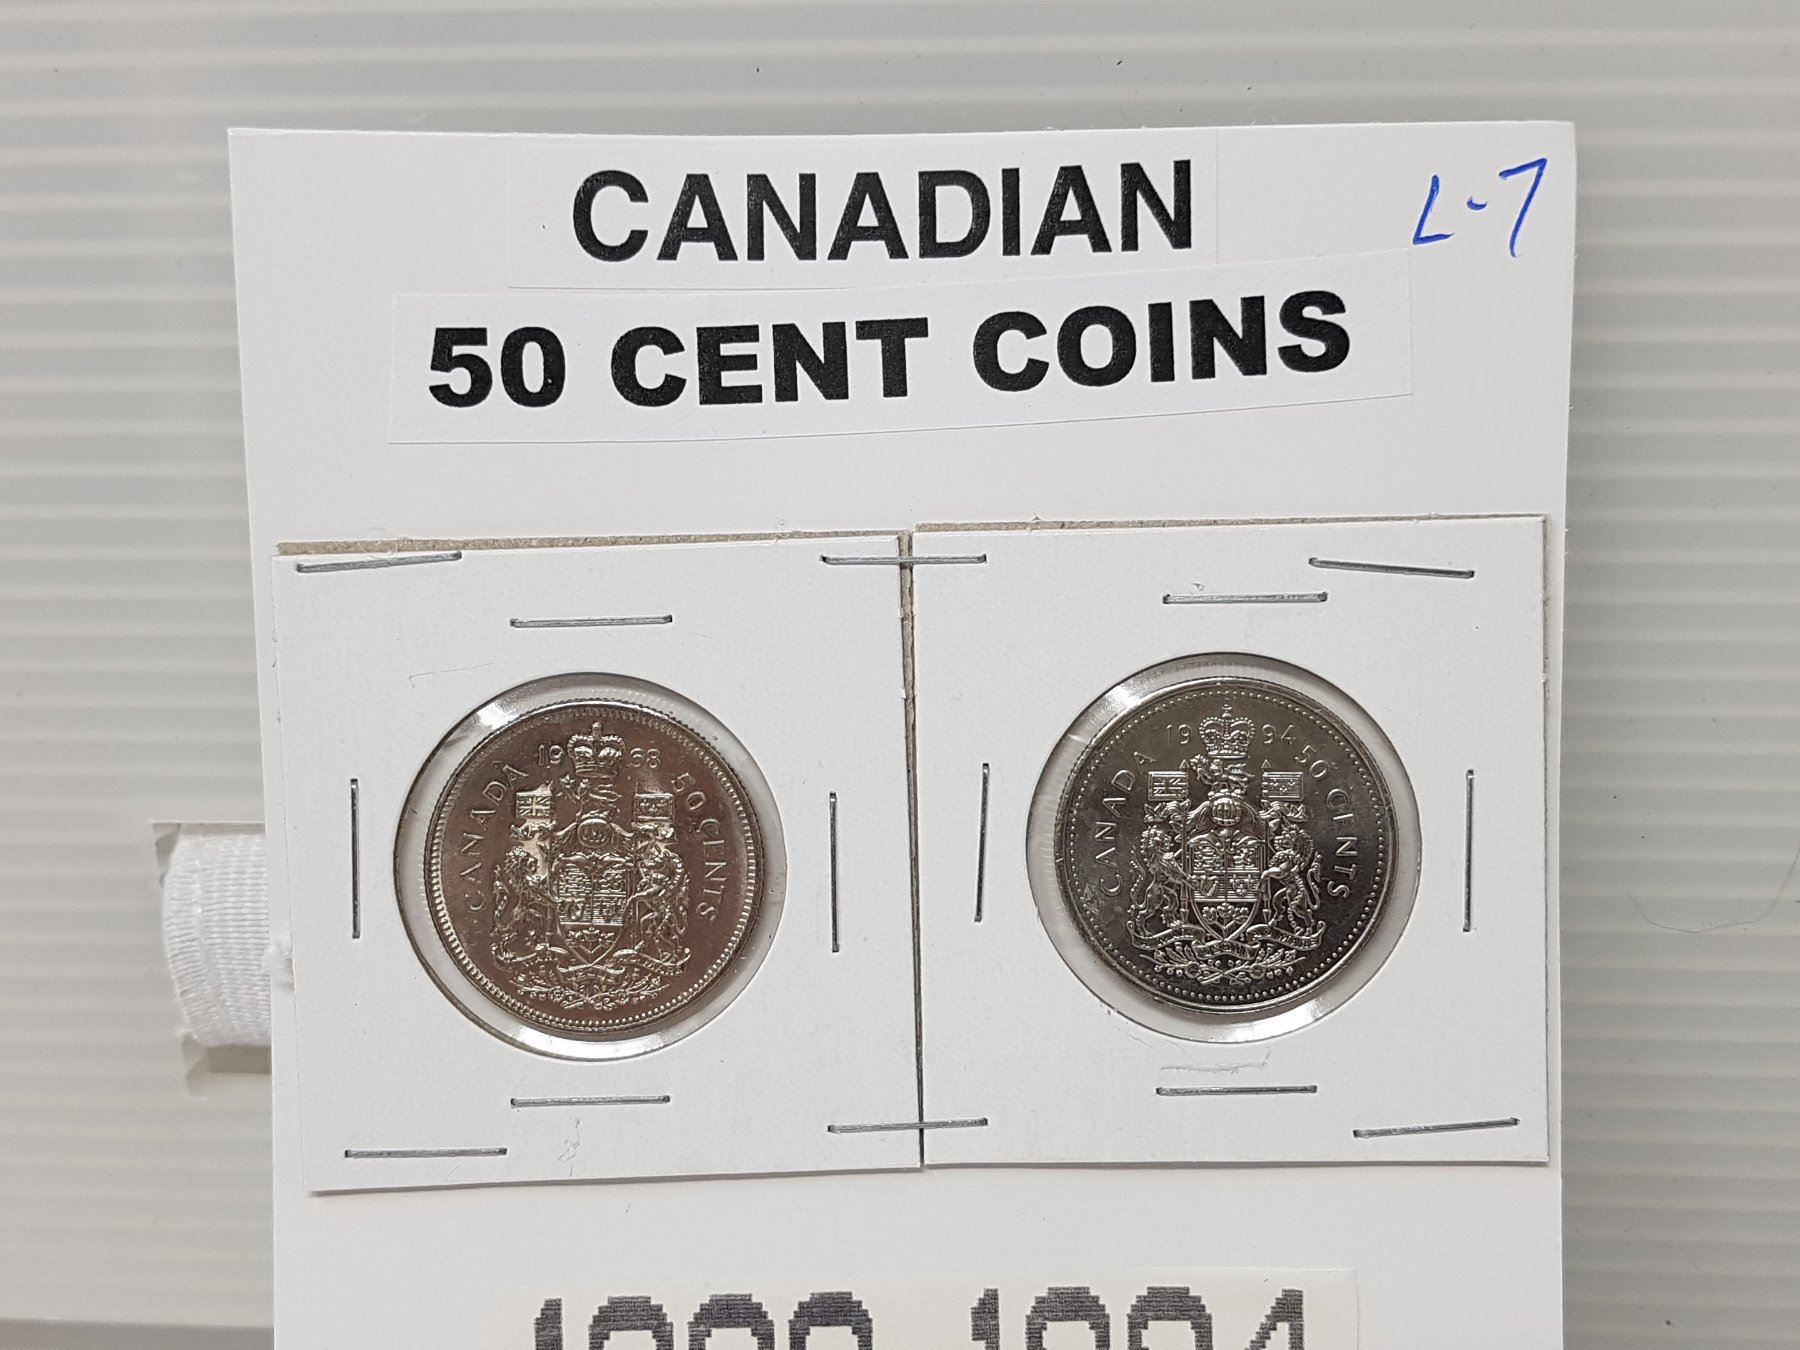 CANADIAN
L-7
50 CENT COINS
CANADA 1968 50 CENTS
CANADA 1994 50 CENTS